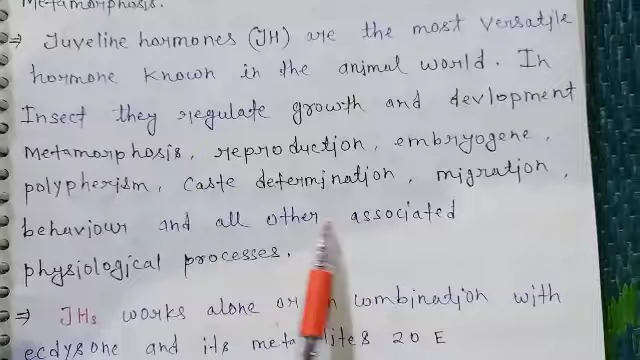 Metamorphosis.
⇒ Juveline hormones (JH) are the most versatile
hormone known in the animal world. In
Insect they regulate growth and devlopment
Metamorphosis, reproduction, embryogene,
polypherism, caste determination, migration,
behaviour and all other associated
physiological processes.
⇒ JHs works alone or in combination with
ecdysone and its metabolites 20 E